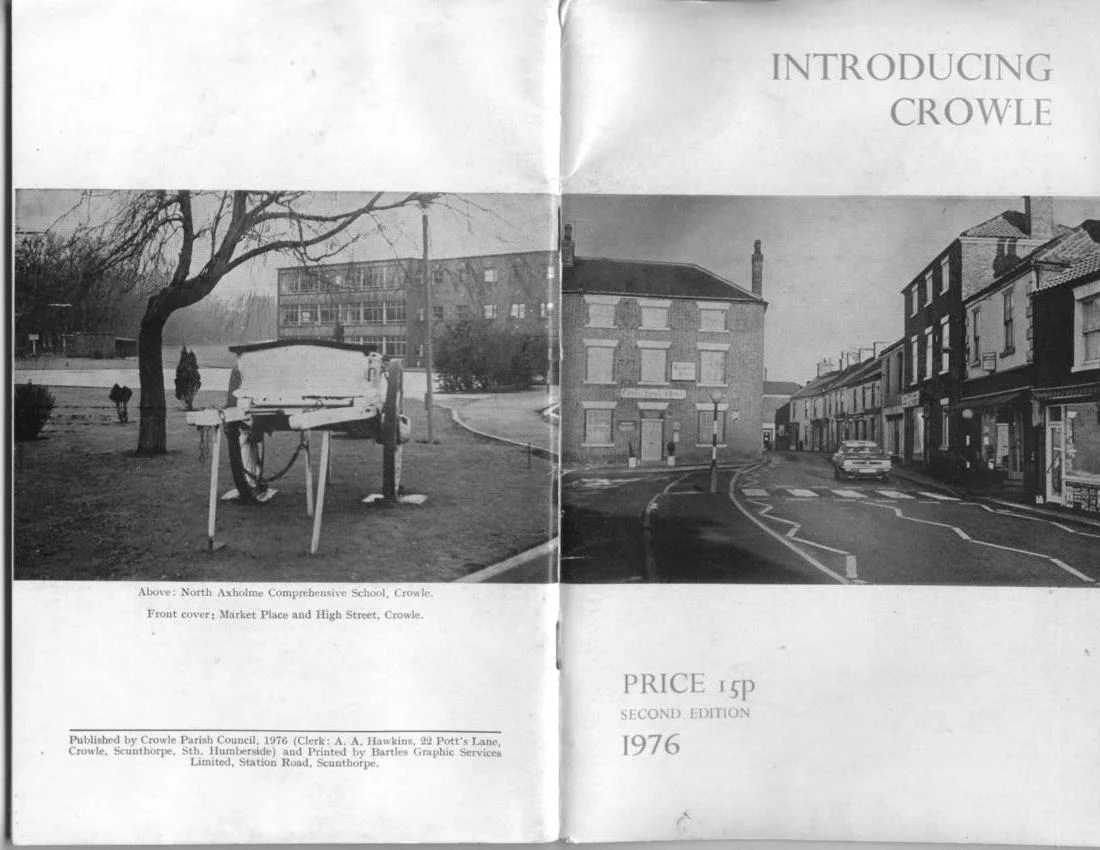 Above: North Axholme Comprehensive School, Crowle.
Front cover; Market Place and High Street, Crowle.
Published by Crowle Parish Council, 1976 (Clerk: A. A. Hawkins, 22 Pott's Lane,
Crowle, Scunthorpe, Sth. Humberside) and Printed by Bartles Graphic Services
Limited, Station Road, Scunthorpe.
INTRODUCING
CROWLE
PRICE 15p
SECOND EDITION
1976